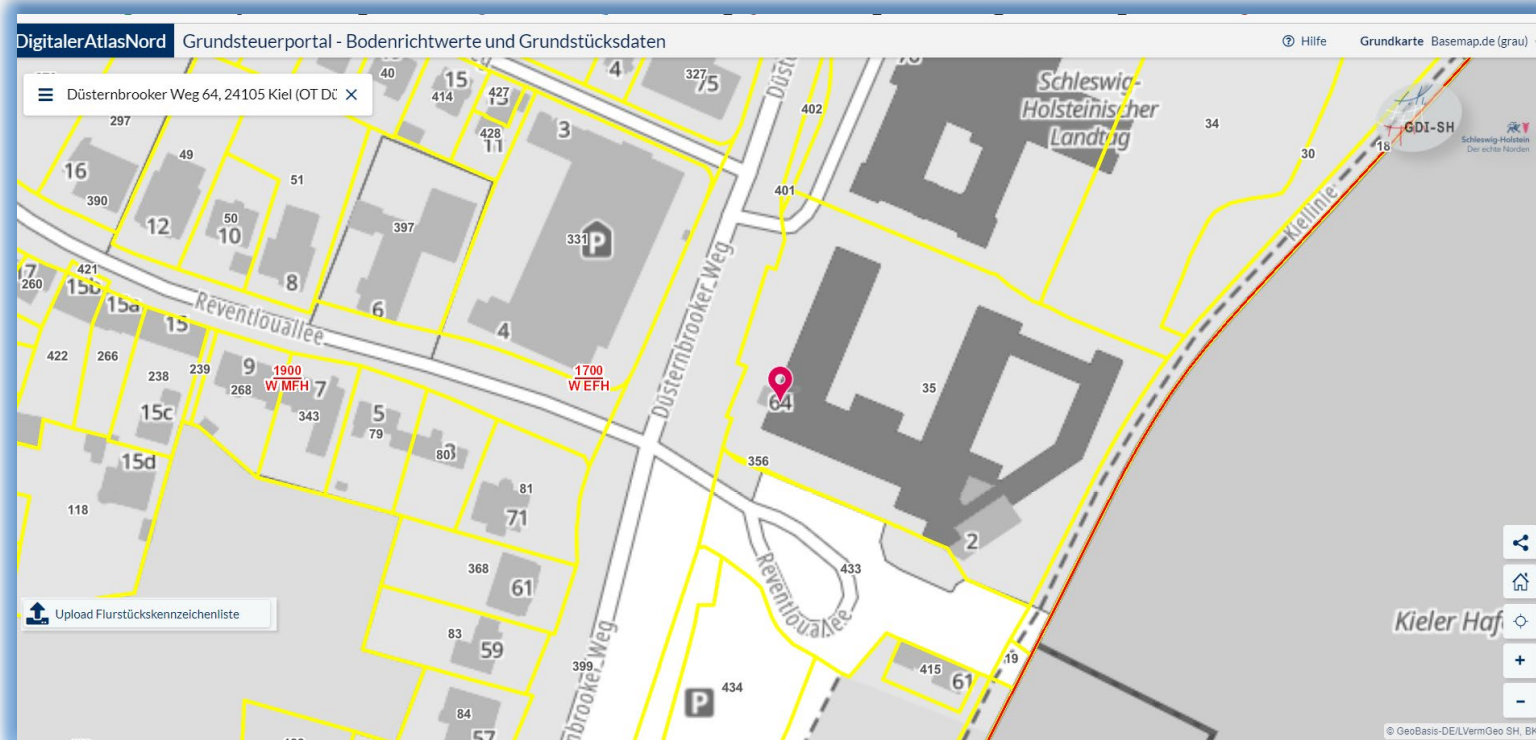 DigitalerAtlasNord
Grundsteuerportal - Bodenrichtwerte und Grundstücksdaten
Hilfe
Grundkarte Basemap.de (grau)
Düsternbrooker Weg 64, 24105 Kiel (OT Dü
40
15
414
427
428
11
4
327
75
402
Schleswig-
Holsteinischer
Landtag
34
30
18
GDI-SH
Schleswig-Holstein
Der echte Norden
297
16
49
390
12
51
50
10
8
3
397
6
331
P
4
401
Düsternbrooker Weg
Kiellinie
17
260
421
15b
15a
15
Reventlouallee
422
266
238
239
9
268
1900
W MFH
7
343
5
79
803
1700
W EFH
64
35
15c
15d
118
356
81
71
2
368
61
433
Reventlouallee
Upload Flurstückskennzeichenliste
83
59
399
415
61
19
Kieler Haf
P
434
84
57
nbrooker Weg
© GeoBasis-DE/LVermGeo SH, BK